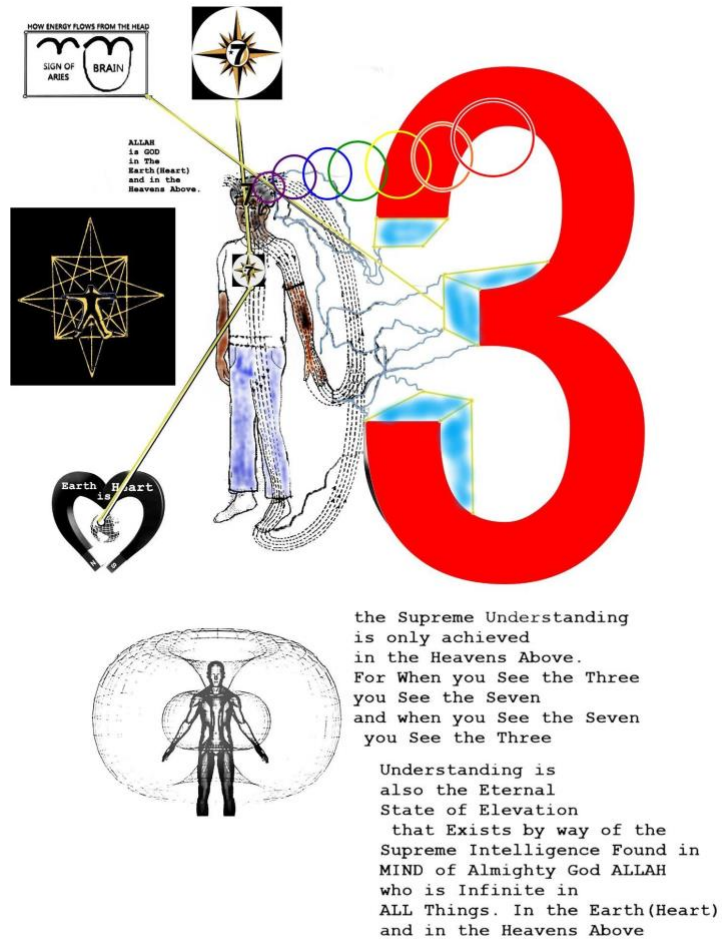 HOW ENERGY FLOWS FROM THE HEAD
SIGN OF
ARIES
BRAIN
7
ALLAH
is GOD
in The
Earth(Heart)
and in the
Heavens Above.
7
7
3
Earth Heart
is
N S
the Supreme Understanding
is only achieved
in the Heavens Above.
For When you See the Three
you See the Seven
and when you See the Seven
you See the Three
Understanding is
also the Eternal
State of Elevation
that Exists by way of the
Supreme Intelligence Found in
MIND of Almighty God ALLAH
who is Infinite in
ALL Things. In the Earth(Heart)
and in the Heavens Above